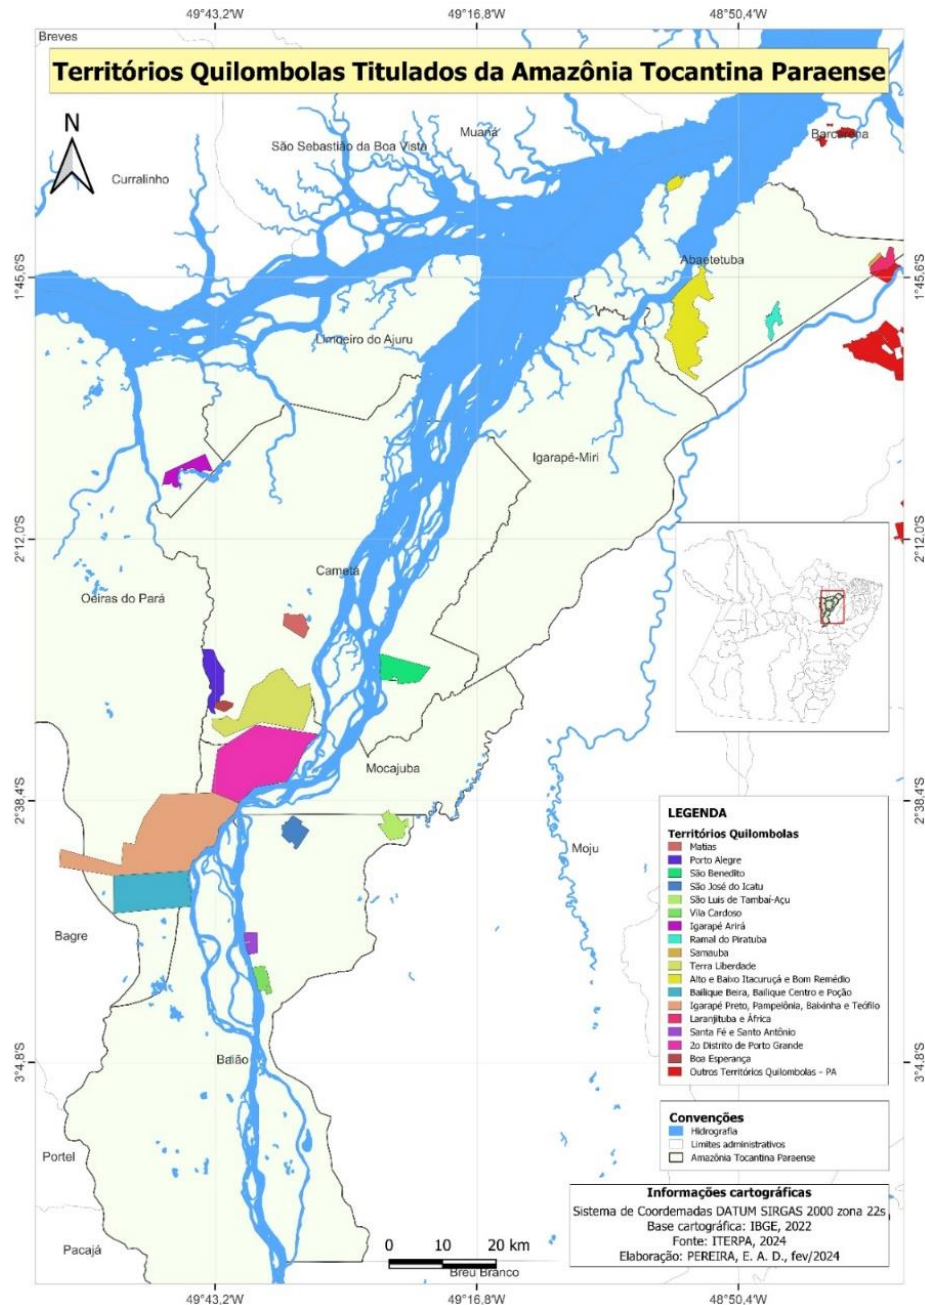 49°43,2'W 49°16,8'W 48°50,4'W
Breves
Territórios Quilombolas Titulados da Amazônia Tocantina Paraense
N
Muaná
Barcarena
São Sebastião da Boa Vista
Curralinho
Abaetetuba
1°45,6'S 1°45,6'S
Limoeiro do Ajuru
Igarapé-Miri
2°12,0'S 2°12,0'S
Cametá
Oeiras do Pará
Mocajuba
2°38,4'S 2°38,4'S
Moju
Bagre
Baião
3°4,8'S 3°4,8'S
Portel
Pacajá
Breu Branco
LEGENDA
Territórios Quilombolas
Matias
Porto Alegre
São Benedito
São José do Icatu
São Luis de Tambaí-Açu
Vila Cardoso
Igarapé Arirá
Ramal do Piratuba
Samauba
Terra Liberdade
Alto e Baixo Itacuruçá e Bom Remédio
Bailique Beira, Bailique Centro e Poção
Igarapé Preto, Pampelônia, Baixinha e Teófilo
Laranjituba e África
Santa Fé e Santo Antônio
2o Distrito de Porto Grande
Boa Esperança
Outros Territórios Quilombolas - PA
Convenções
Hidrografia
Limites administrativos
Amazônia Tocantina Paraense
Informações cartográficas
Sistema de Coordemadas DATUM SIRGAS 2000 zona 22s
Base cartográfica: IBGE, 2022
Fonte: ITERPA, 2024
Elaboração: PEREIRA, E. A. D., fev/2024
0 10 20 km
49°43,2'W 49°16,8'W 48°50,4'W